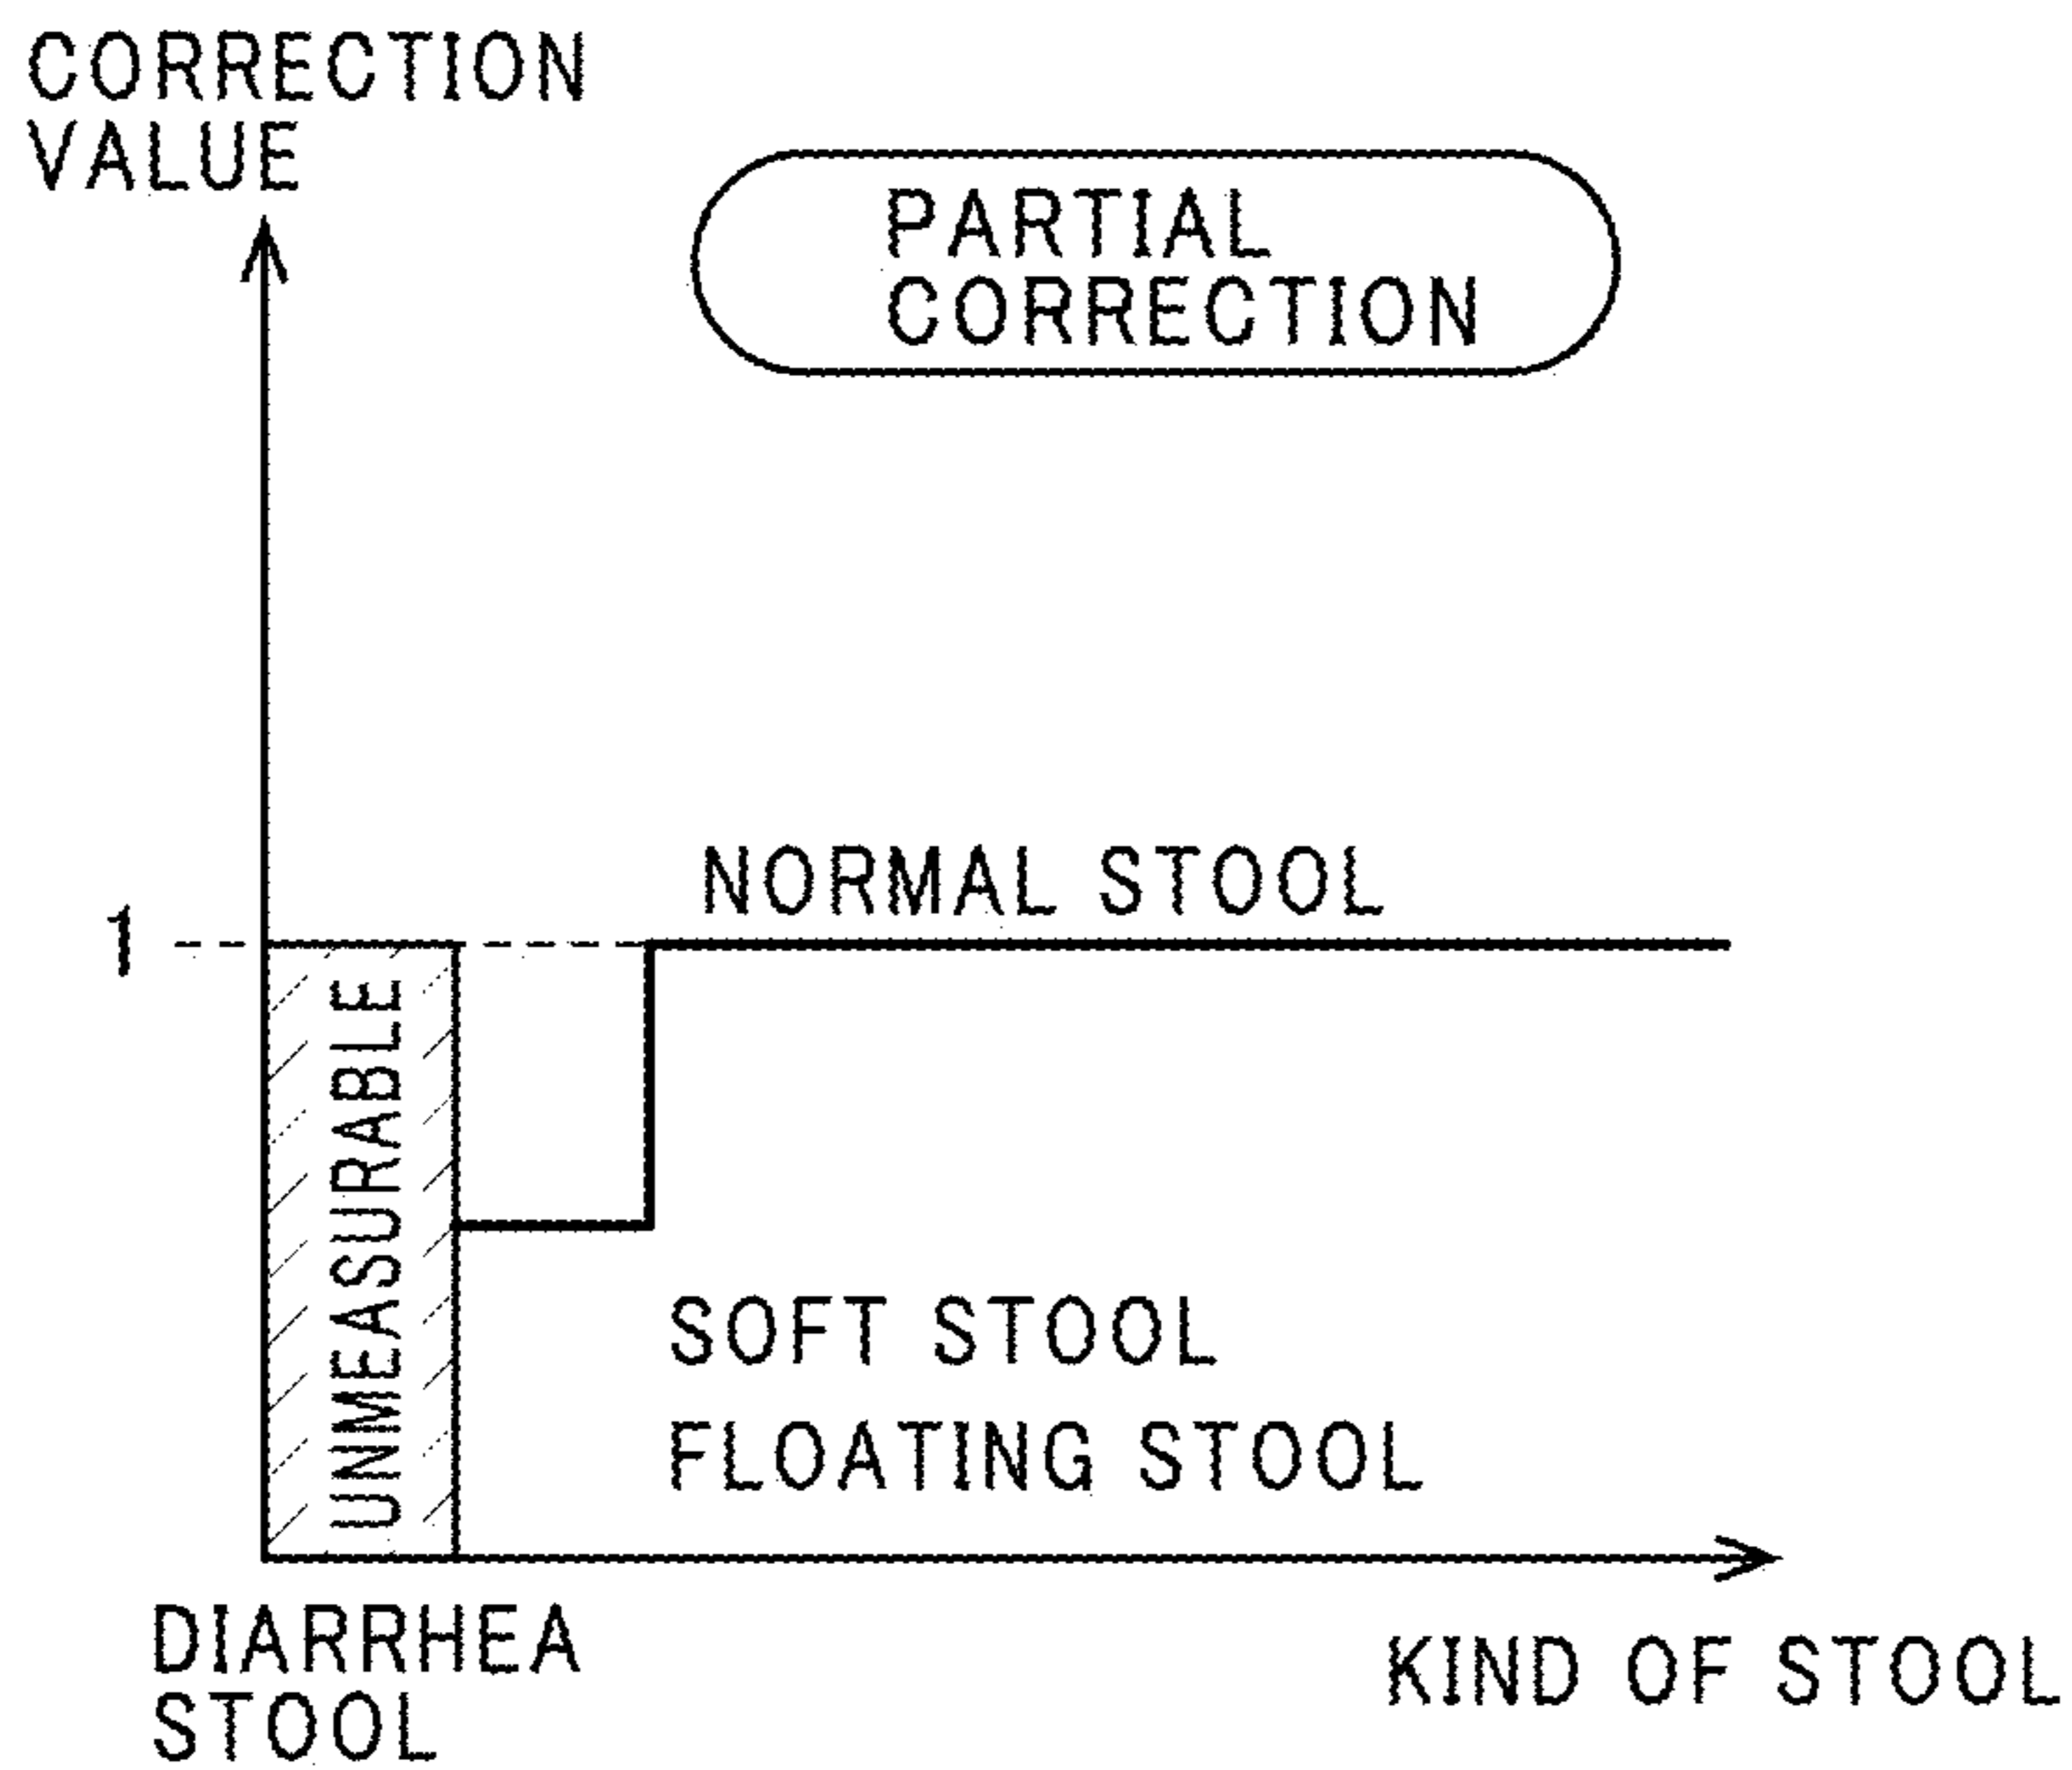 CORRECTION
VALUE
PARTIAL
CORRECTION
NORMAL STOOL
1
UNMEASURABLE
SOFT STOOL
FLOATING STOOL
DIARRHEA
STOOL
KIND OF STOOL